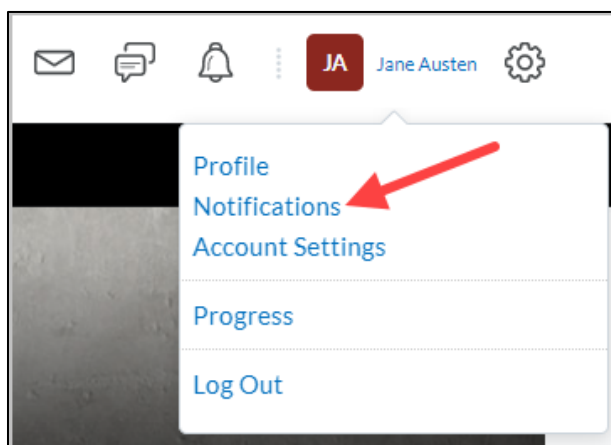 JA Jane Austen
Profile
Notifications
Account Settings
Progress
Log Out